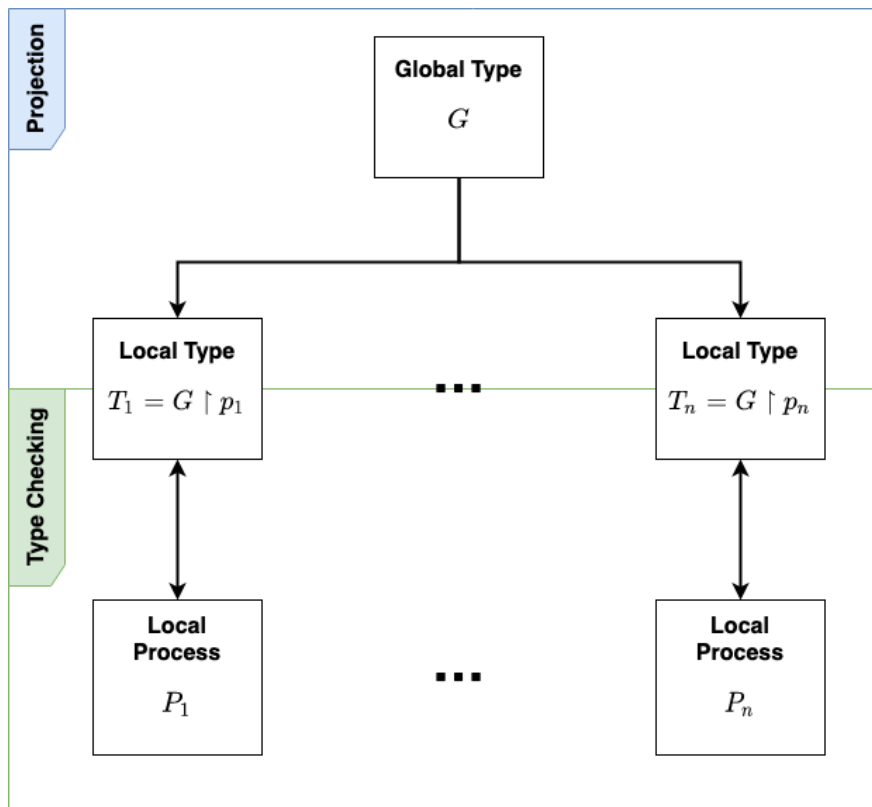 Projection
Global Type
G
Local Type
T₁ = G ↾ p₁
...
Local Type
Tₙ = G ↾ pₙ
Type Checking
Local
Process
P₁
...
Local
Process
Pₙ